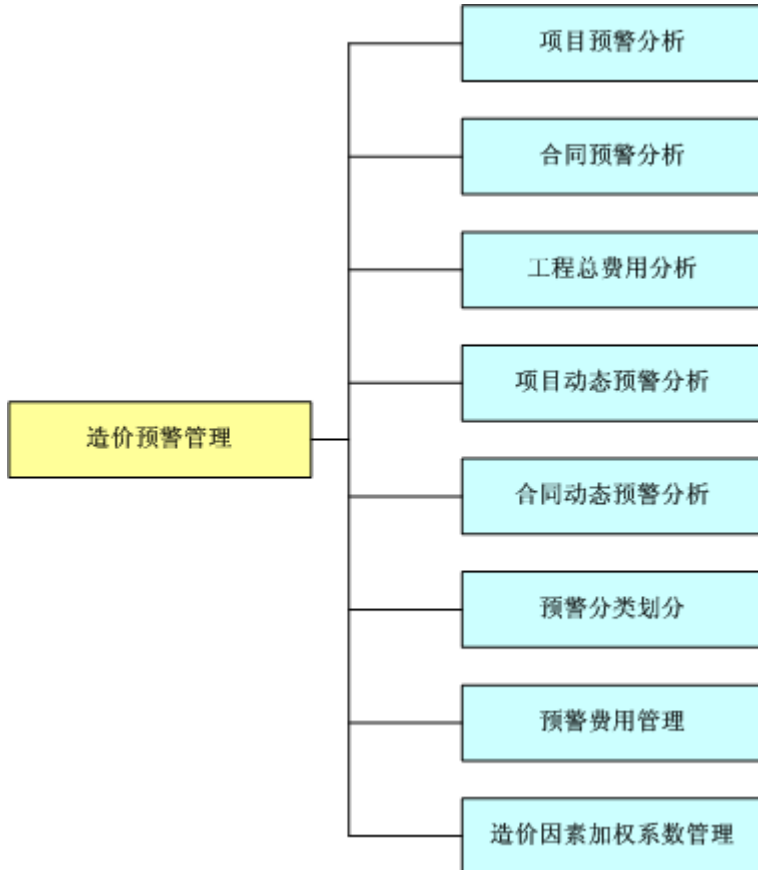 项目预警分析
合同预警分析
工程总费用分析
项目动态预警分析
造价预警管理
合同动态预警分析
预警分类划分
预警费用管理
造价因素加权系数管理